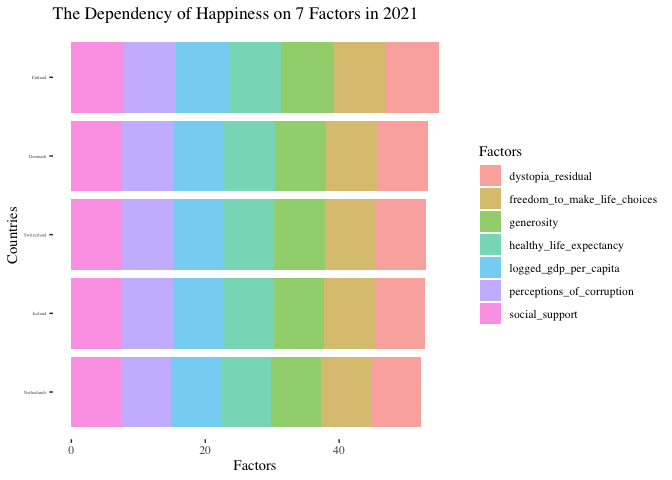 The Dependency of Happiness on 7 Factors in 2021
Finland
Denmark
Switzerland
Iceland
Netherlands
Countries
0 20 40
Factors
Factors
dystopia_residual
freedom_to_make_life_choices
generosity
healthy_life_expectancy
logged_gdp_per_capita
perceptions_of_corruption
social_support